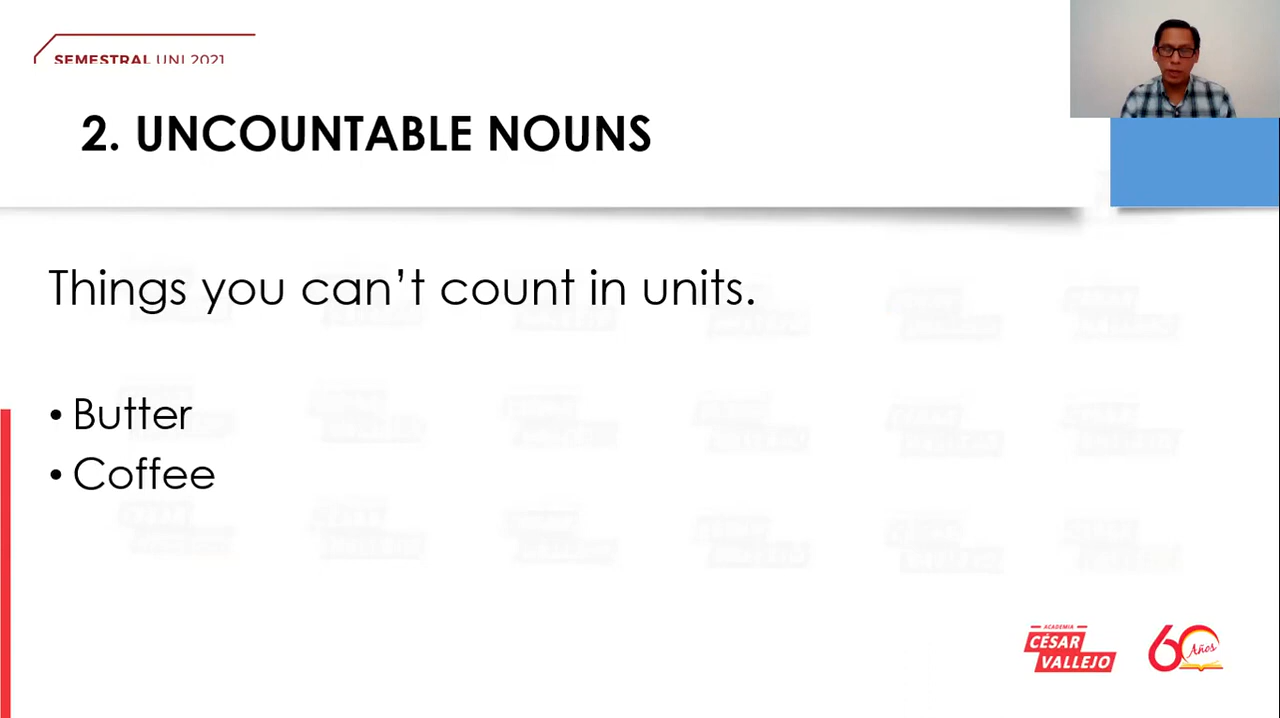 SEMESTRAL UNI 2021
2. UNCOUNTABLE NOUNS
Things you can’t count in units.
• Butter
• Coffee
ACADEMIA
CÉSAR
VALLEJO
60
Años